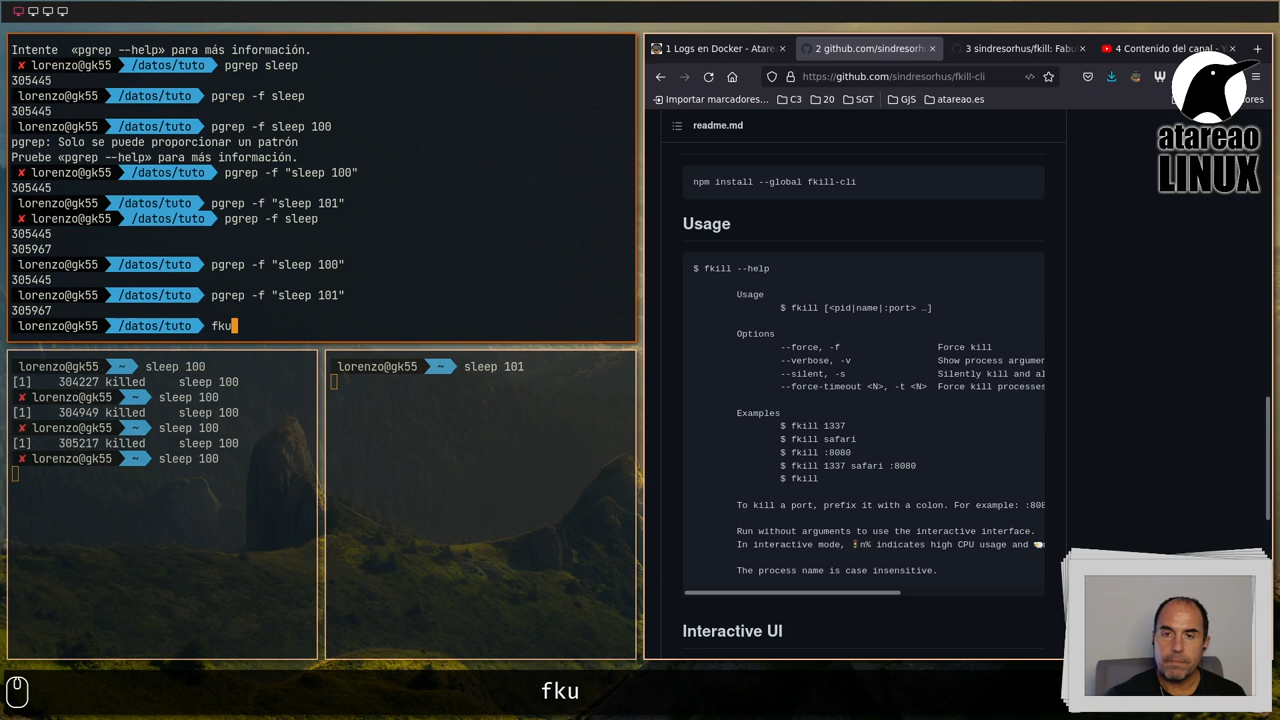 Intente  «pgrep --help» para más información.
✘ lorenzo@gk55 /datos/tuto pgrep sleep
305445
lorenzo@gk55 /datos/tuto pgrep -f sleep
305445
lorenzo@gk55 /datos/tuto pgrep -f sleep 100
pgrep: Solo se puede proporcionar un patrón
Pruebe «pgrep --help» para más información.
✘ lorenzo@gk55 /datos/tuto pgrep -f "sleep 100"
305445
lorenzo@gk55 /datos/tuto pgrep -f "sleep 101"
✘ lorenzo@gk55 /datos/tuto pgrep -f sleep
305445
305967
lorenzo@gk55 /datos/tuto pgrep -f "sleep 100"
305445
lorenzo@gk55 /datos/tuto pgrep -f "sleep 101"
305967
lorenzo@gk55 /datos/tuto fku
lorenzo@gk55 ~ sleep 100
[1]    304227 killed     sleep 100
✘ lorenzo@gk55 ~ sleep 100
[1]    304949 killed     sleep 100
✘ lorenzo@gk55 ~ sleep 100
[1]    305217 killed     sleep 100
✘ lorenzo@gk55 ~ sleep 100
lorenzo@gk55 ~ sleep 101
1 Logs en Docker - Atare
2 github.com/sindresor
3 sindresorhus/fkill: Fabu
4 Contenido del canal - Y
https://github.com/sindresorhus/fkill-cli
Importar marcadores... C3 20 SGT GJS atareao.es
ores
atareao
LINUX
readme.md
npm install --global fkill-cli
Usage
$ fkill --help
Usage
$ fkill [<pid|name|:port> …]
Options
--force, -f Force kill
--verbose, -v Show process argumen
--silent, -s Silently kill and al
--force-timeout <N>, -t <N> Force kill processes
Examples
$ fkill 1337
$ fkill safari
$ fkill :8080
$ fkill 1337 safari :8080
$ fkill
To kill a port, prefix it with a colon. For example: :808
Run without arguments to use the interactive interface.
In interactive mode, 🚦n% indicates high CPU usage and
The process name is case insensitive.
Interactive UI
fku